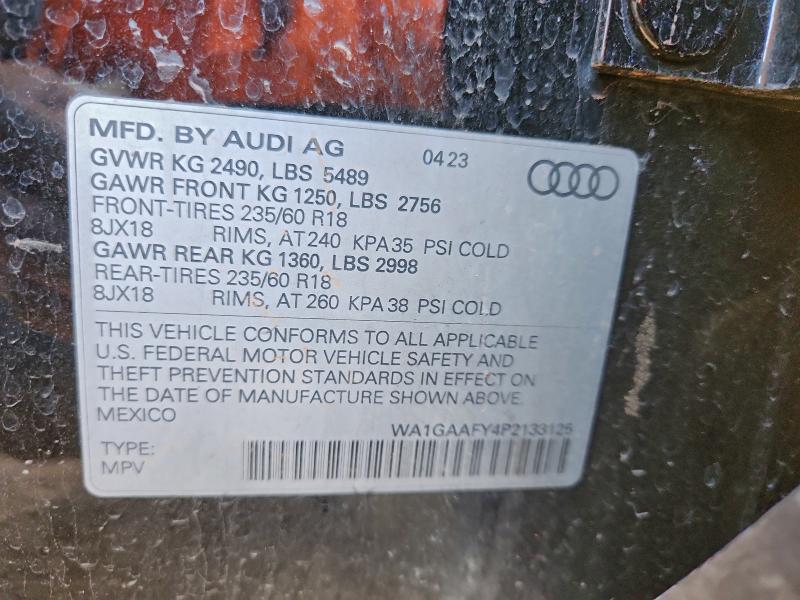 MFD. BY AUDI AG 0423
GVWR KG 2490, LBS 5489
GAWR FRONT KG 1250, LBS 2756
FRONT-TIRES 235/60 R18
8JX18 RIMS, AT 240 KPA 35 PSI COLD
GAWR REAR KG 1360, LBS 2998
REAR-TIRES 235/60 R18
8JX18 RIMS, AT 260 KPA 38 PSI COLD
THIS VEHICLE CONFORMS TO ALL APPLICABLE
U.S. FEDERAL MOTOR VEHICLE SAFETY AND
THEFT PREVENTION STANDARDS IN EFFECT ON
THE DATE OF MANUFACTURE SHOWN ABOVE.
MEXICO
WA1GAAFY4P2133125
TYPE:
MPV